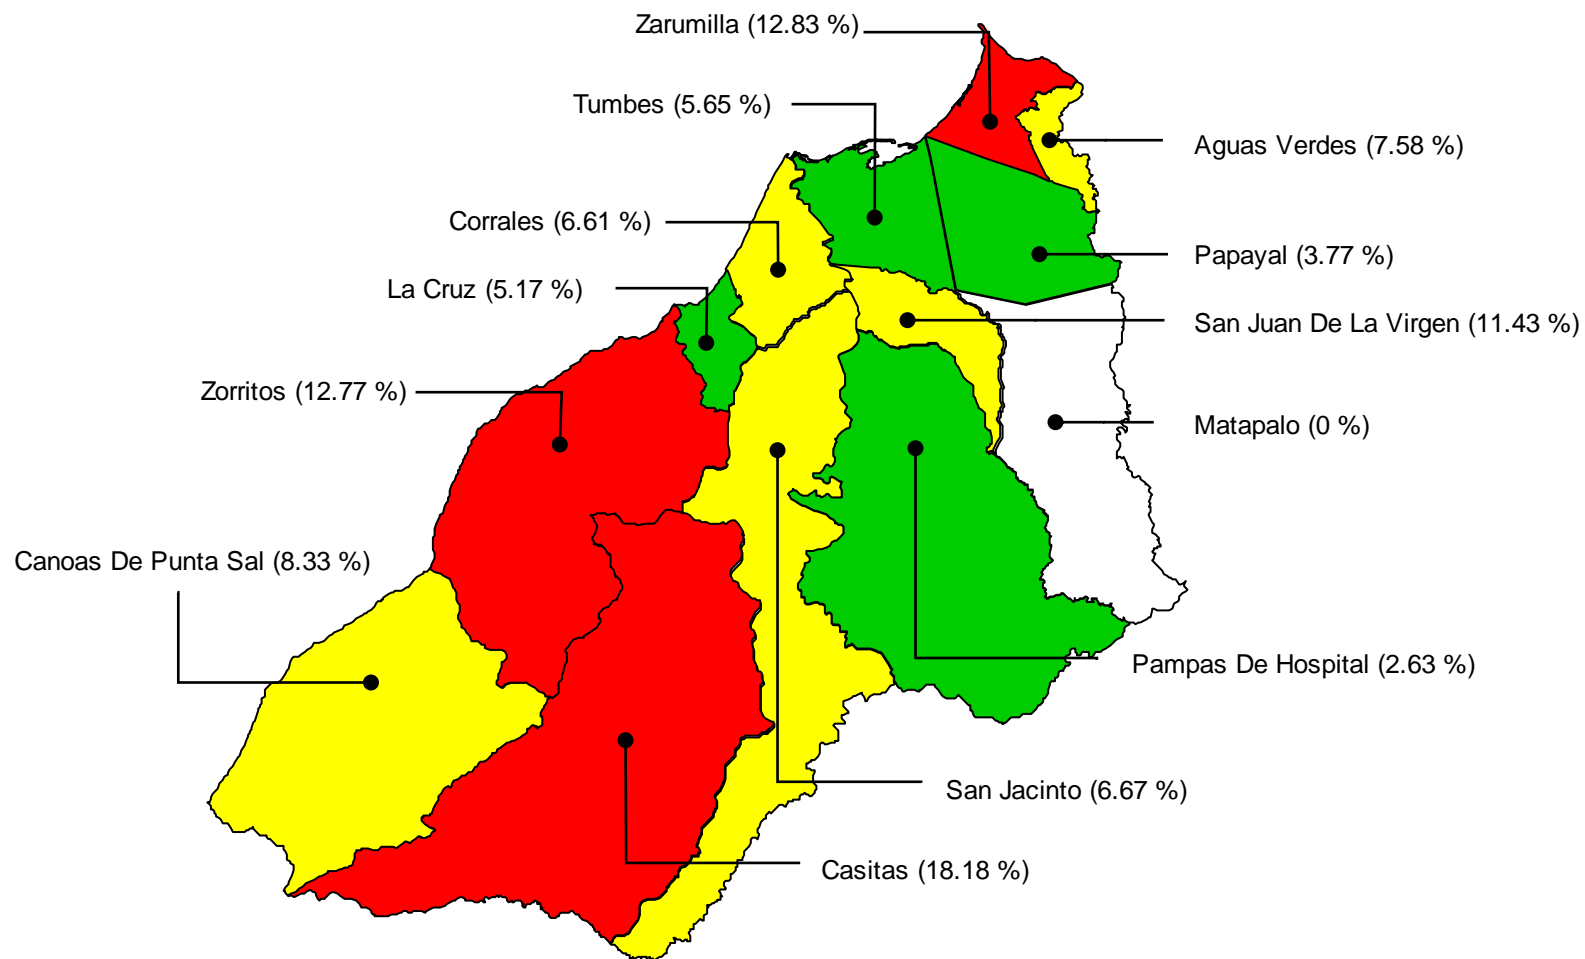 Zarumilla (12.83 %)
Tumbes (5.65 %)
Aguas Verdes (7.58 %)
Corrales (6.61 %)
Papayal (3.77 %)
La Cruz (5.17 %)
San Juan De La Virgen (11.43 %)
Zorritos (12.77 %)
Matapalo (0 %)
Canoas De Punta Sal (8.33 %)
Pampas De Hospital (2.63 %)
San Jacinto (6.67 %)
Casitas (18.18 %)